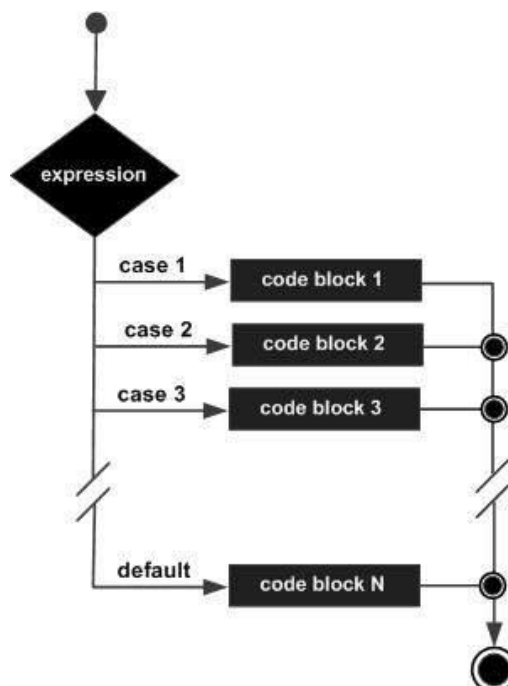 expression
case 1
code block 1
case 2
code block 2
case 3
code block 3
default
code block N